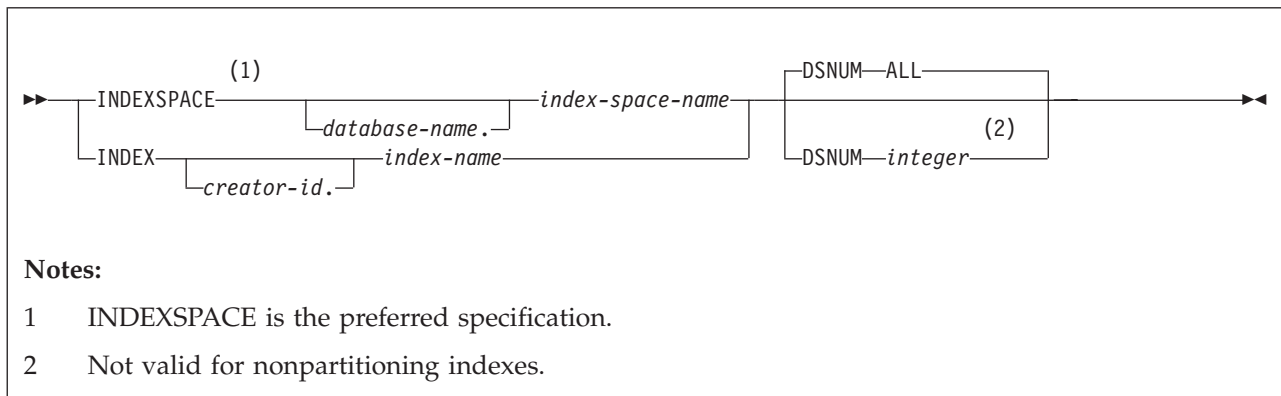 (1)
DSNUM ALL
INDEXSPACE database-name. index-space-name
(2)
INDEX creator-id. index-name
DSNUM integer
Notes:
1 INDEXSPACE is the preferred specification.
2 Not valid for nonpartitioning indexes.